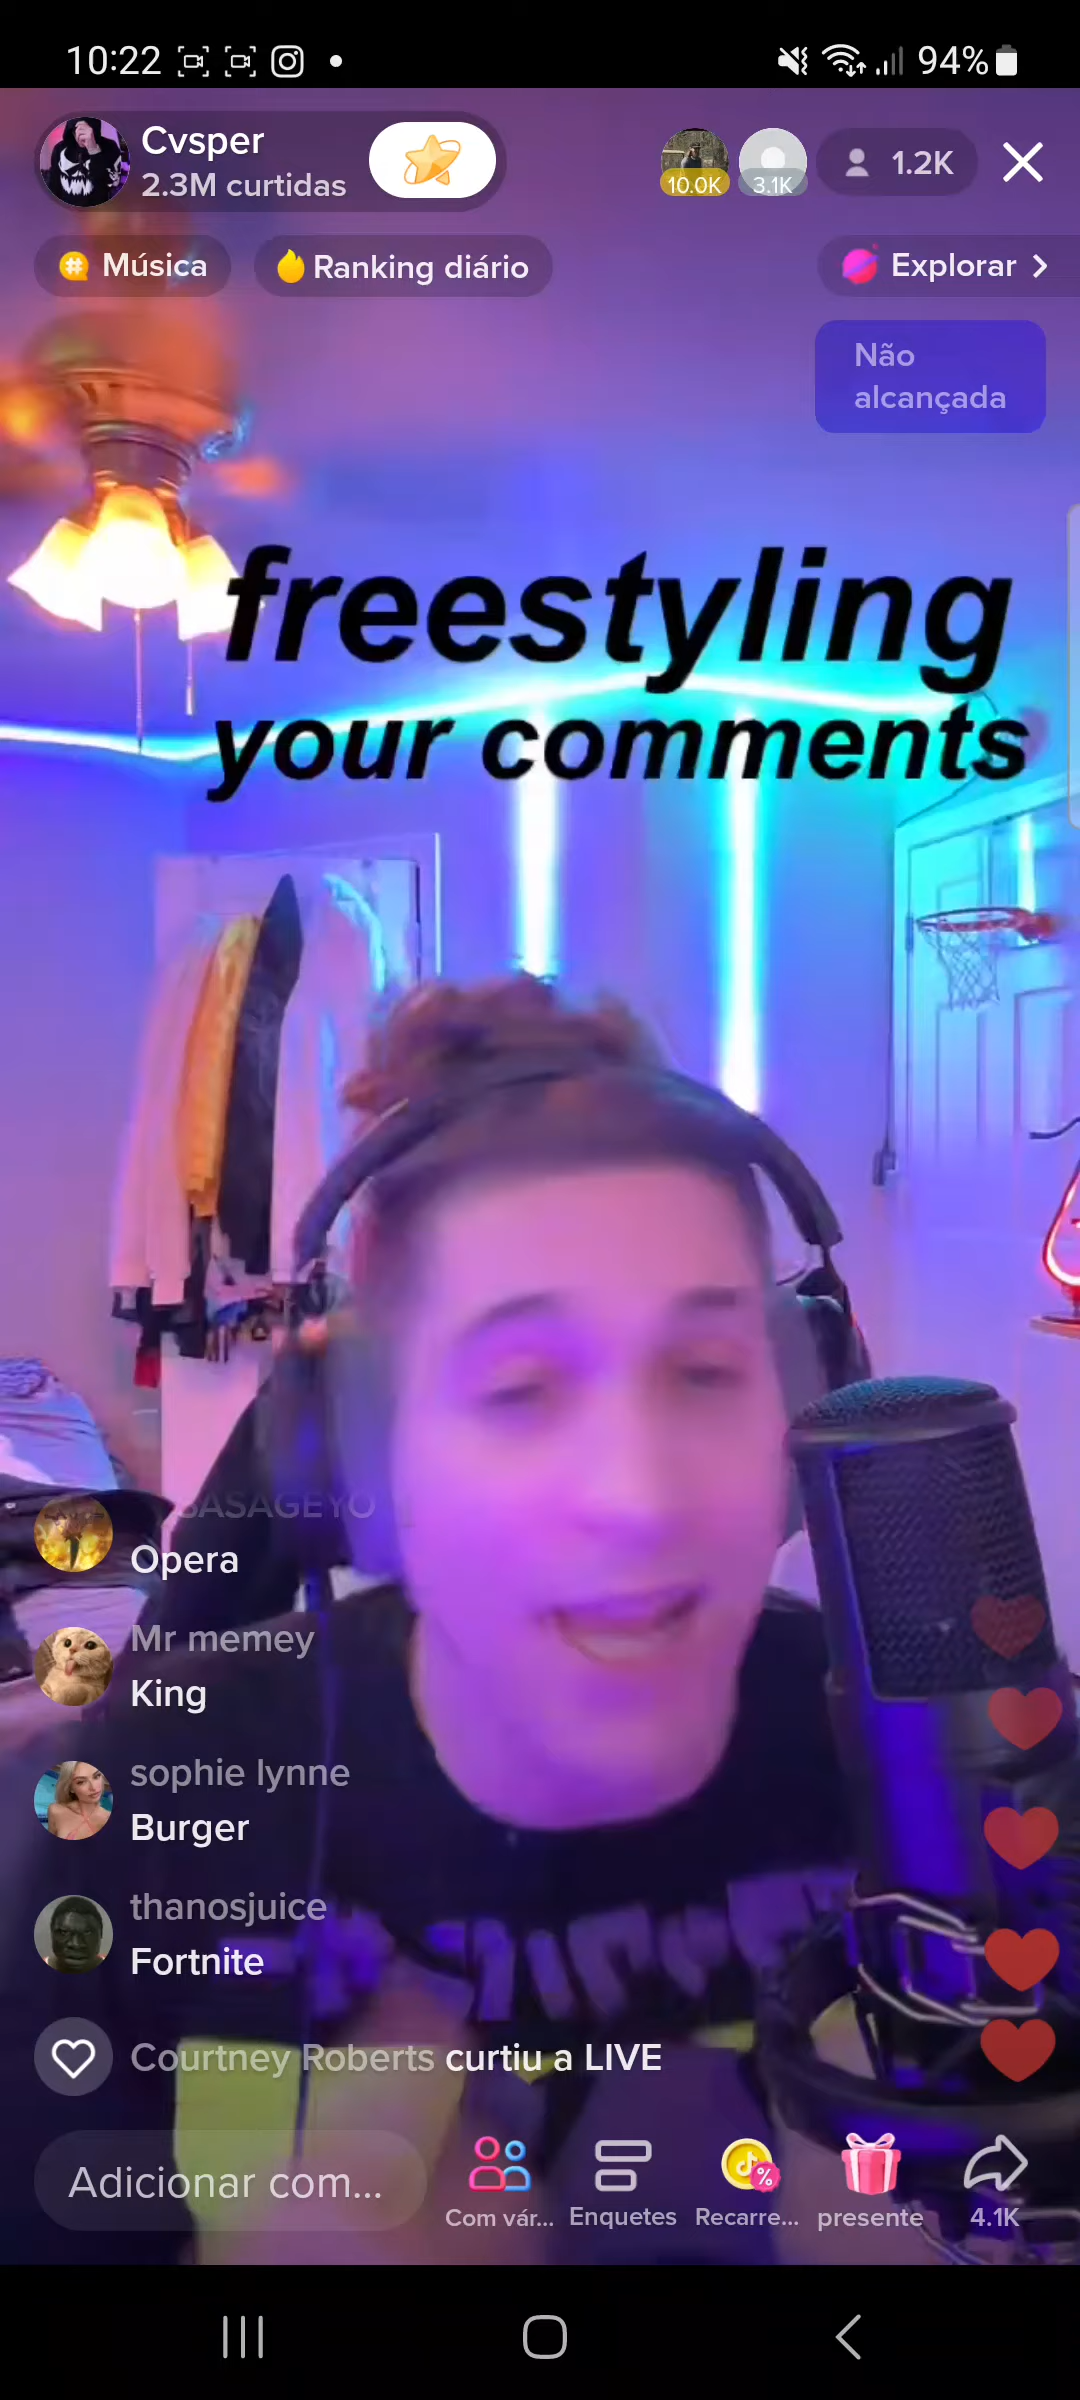 10:22
94%
Cvsper
2.3M curtidas
10.0K
3.1K
1.2K
Música
Ranking diário
Explorar
Não
alcançada
freestyling
your comments
SASAGEYO
Opera
Mr memey
King
sophie lynne
Burger
thanosjuice
Fortnite
Courtney Roberts curtiu a LIVE
Adicionar com...
Com vár...
Enquetes
Recarre...
presente
4.1K